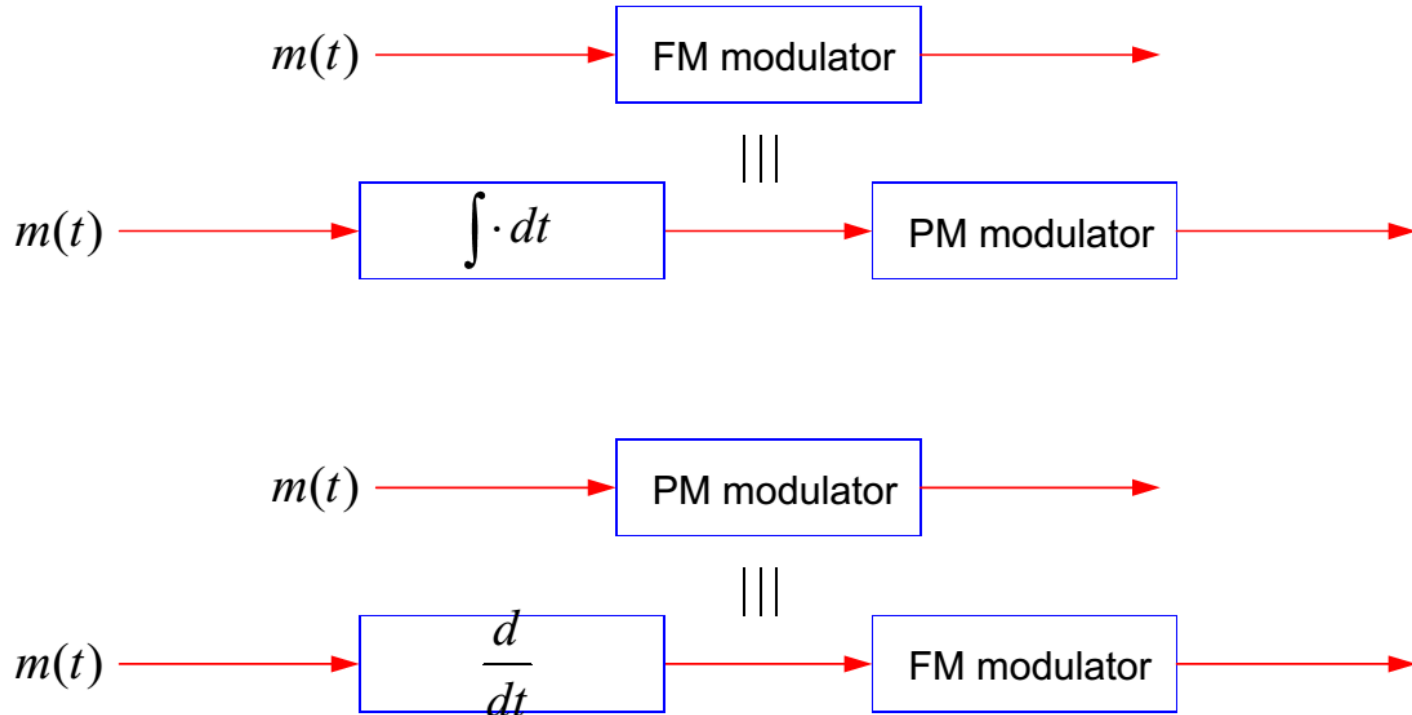 m(t) FM modulator
|||
m(t) ∫ · dt PM modulator
m(t) PM modulator
|||
m(t) d/dt FM modulator